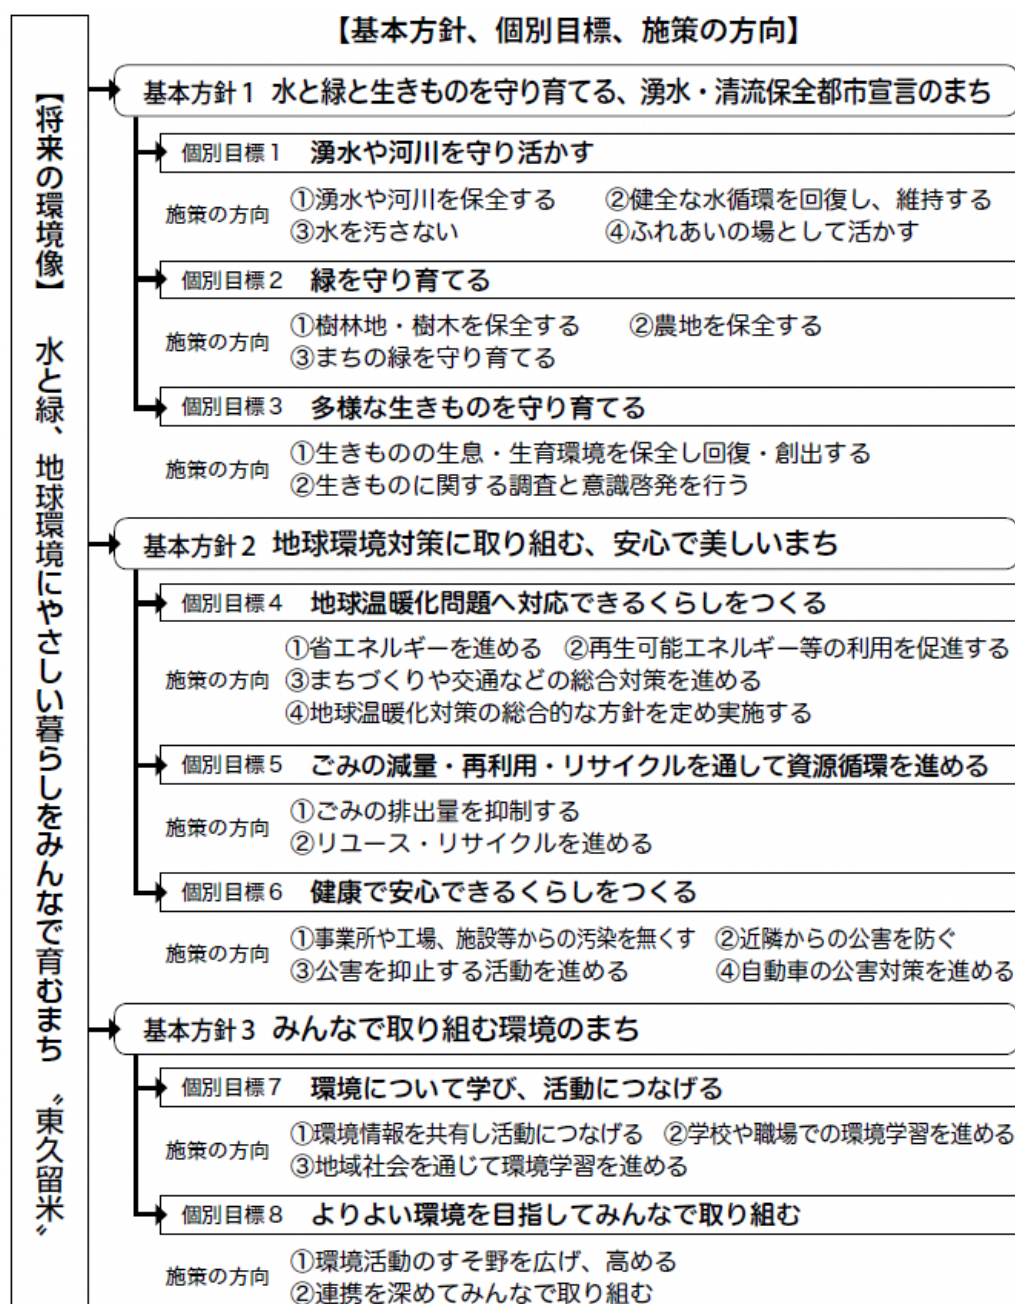 【基本方針、個別目標、施策の方向】
【将来の環境像】 水と緑、地球環境にやさしい暮らしをみんなで育むまち 〝東久留米〟
基本方針1 水と緑と生きものを守り育てる、湧水・清流保全都市宣言のまち
個別目標1 湧水や河川を守り活かす
施策の方向
①湧水や河川を保全する ②健全な水循環を回復し、維持する
③水を汚さない ④ふれあいの場として活かす
個別目標2 緑を守り育てる
施策の方向
①樹林地・樹木を保全する ②農地を保全する
③まちの緑を守り育てる
個別目標3 多様な生きものを守り育てる
施策の方向
①生きものの生息・生育環境を保全し回復・創出する
②生きものに関する調査と意識啓発を行う
基本方針2 地球環境対策に取り組む、安心で美しいまち
個別目標4 地球温暖化問題へ対応できるくらしをつくる
①省エネルギーを進める ②再生可能エネルギー等の利用を促進する
施策の方向 ③まちづくりや交通などの総合対策を進める
④地球温暖化対策の総合的な方針を定め実施する
個別目標5 ごみの減量・再利用・リサイクルを通して資源循環を進める
施策の方向
①ごみの排出量を抑制する
②リユース・リサイクルを進める
個別目標6 健康で安心できるくらしをつくる
施策の方向
①事業所や工場、施設等からの汚染を無くす ②近隣からの公害を防ぐ
③公害を抑止する活動を進める ④自動車の公害対策を進める
基本方針3 みんなで取り組む環境のまち
個別目標7 環境について学び、活動につなげる
施策の方向
①環境情報を共有し活動につなげる ②学校や職場での環境学習を進める
③地域社会を通じて環境学習を進める
個別目標8 よりよい環境を目指してみんなで取り組む
施策の方向
①環境活動のすそ野を広げ、高める
②連携を深めてみんなで取り組む